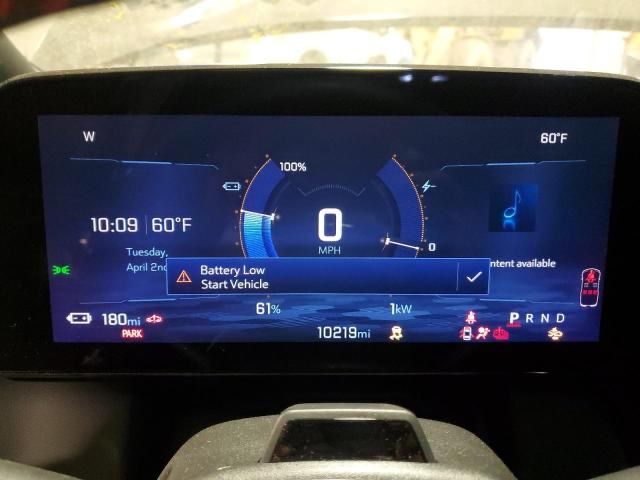 W
60°F
100%
10:09 60°F
0
MPH
0
Tuesday,
April 2nd
ntent available
Battery Low
Start Vehicle
180mi
61%
1kW
P R N D
PARK
10219mi